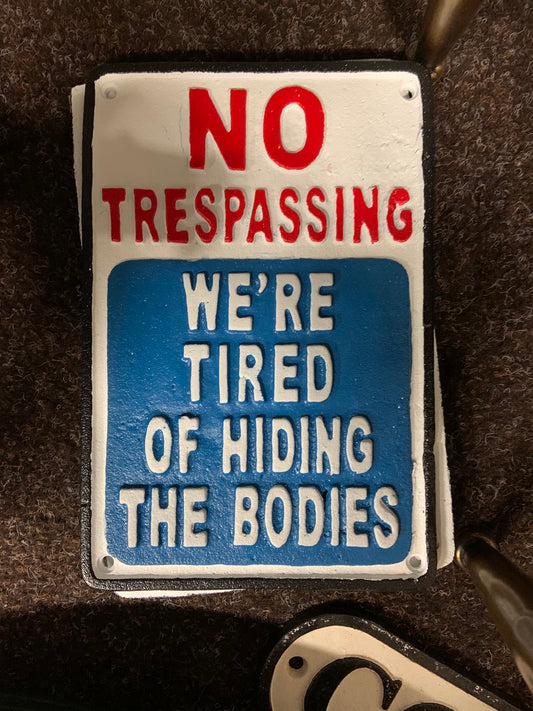 NO
TRESPASSING
WE'RE
TIRED
OF HIDING
THE BODIES